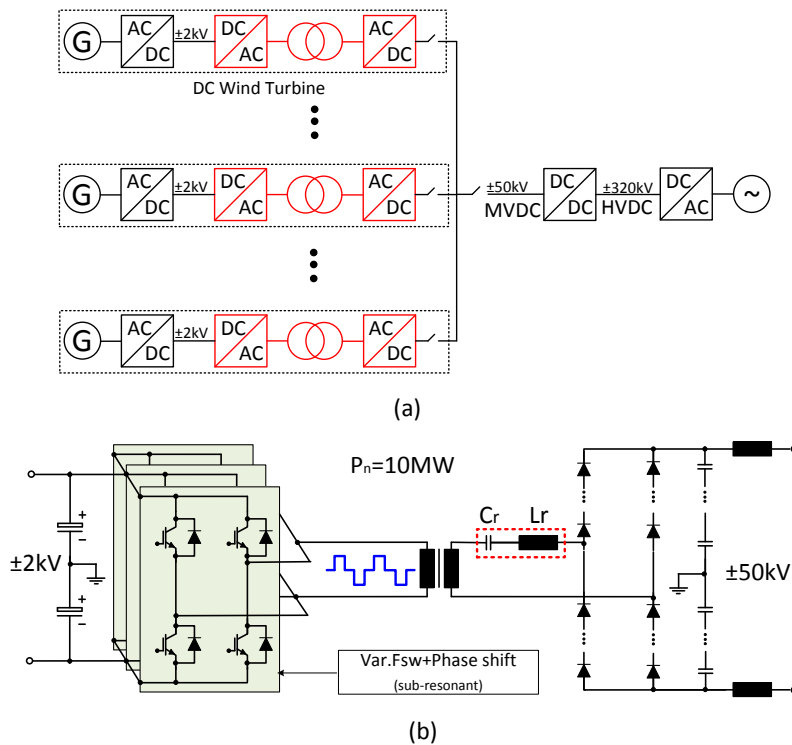 G
AC
DC
±2kV
DC
AC
AC
DC
DC Wind Turbine
G
AC
DC
±2kV
DC
AC
AC
DC
±50kV
MVDC
DC
DC
±320kV
HVDC
DC
AC
~
G
AC
DC
±2kV
DC
AC
AC
DC
(a)
Pn=10MW
Cr
Lr
+
−
±2kV
+
−
±50kV
Var.Fsw+Phase shift
(sub-resonant)
(b)